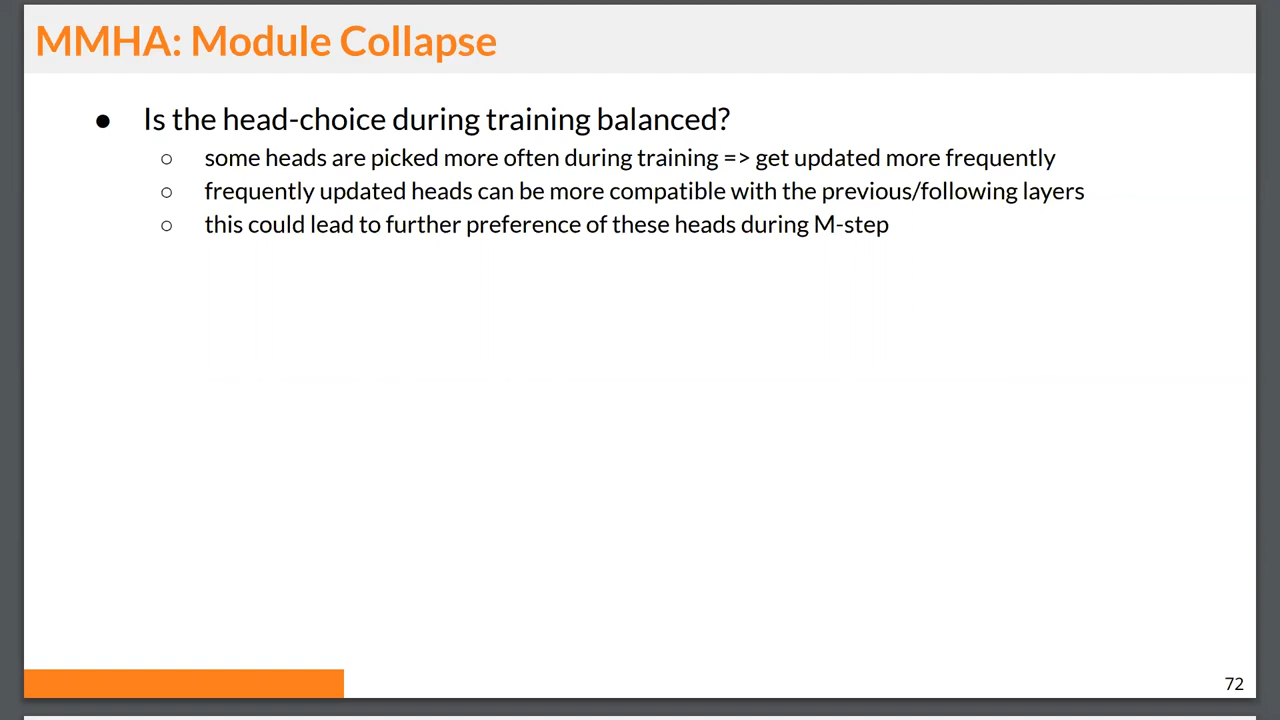 MMHA: Module Collapse
● Is the head-choice during training balanced?
○ some heads are picked more often during training => get updated more frequently
○ frequently updated heads can be more compatible with the previous/following layers
○ this could lead to further preference of these heads during M-step
72